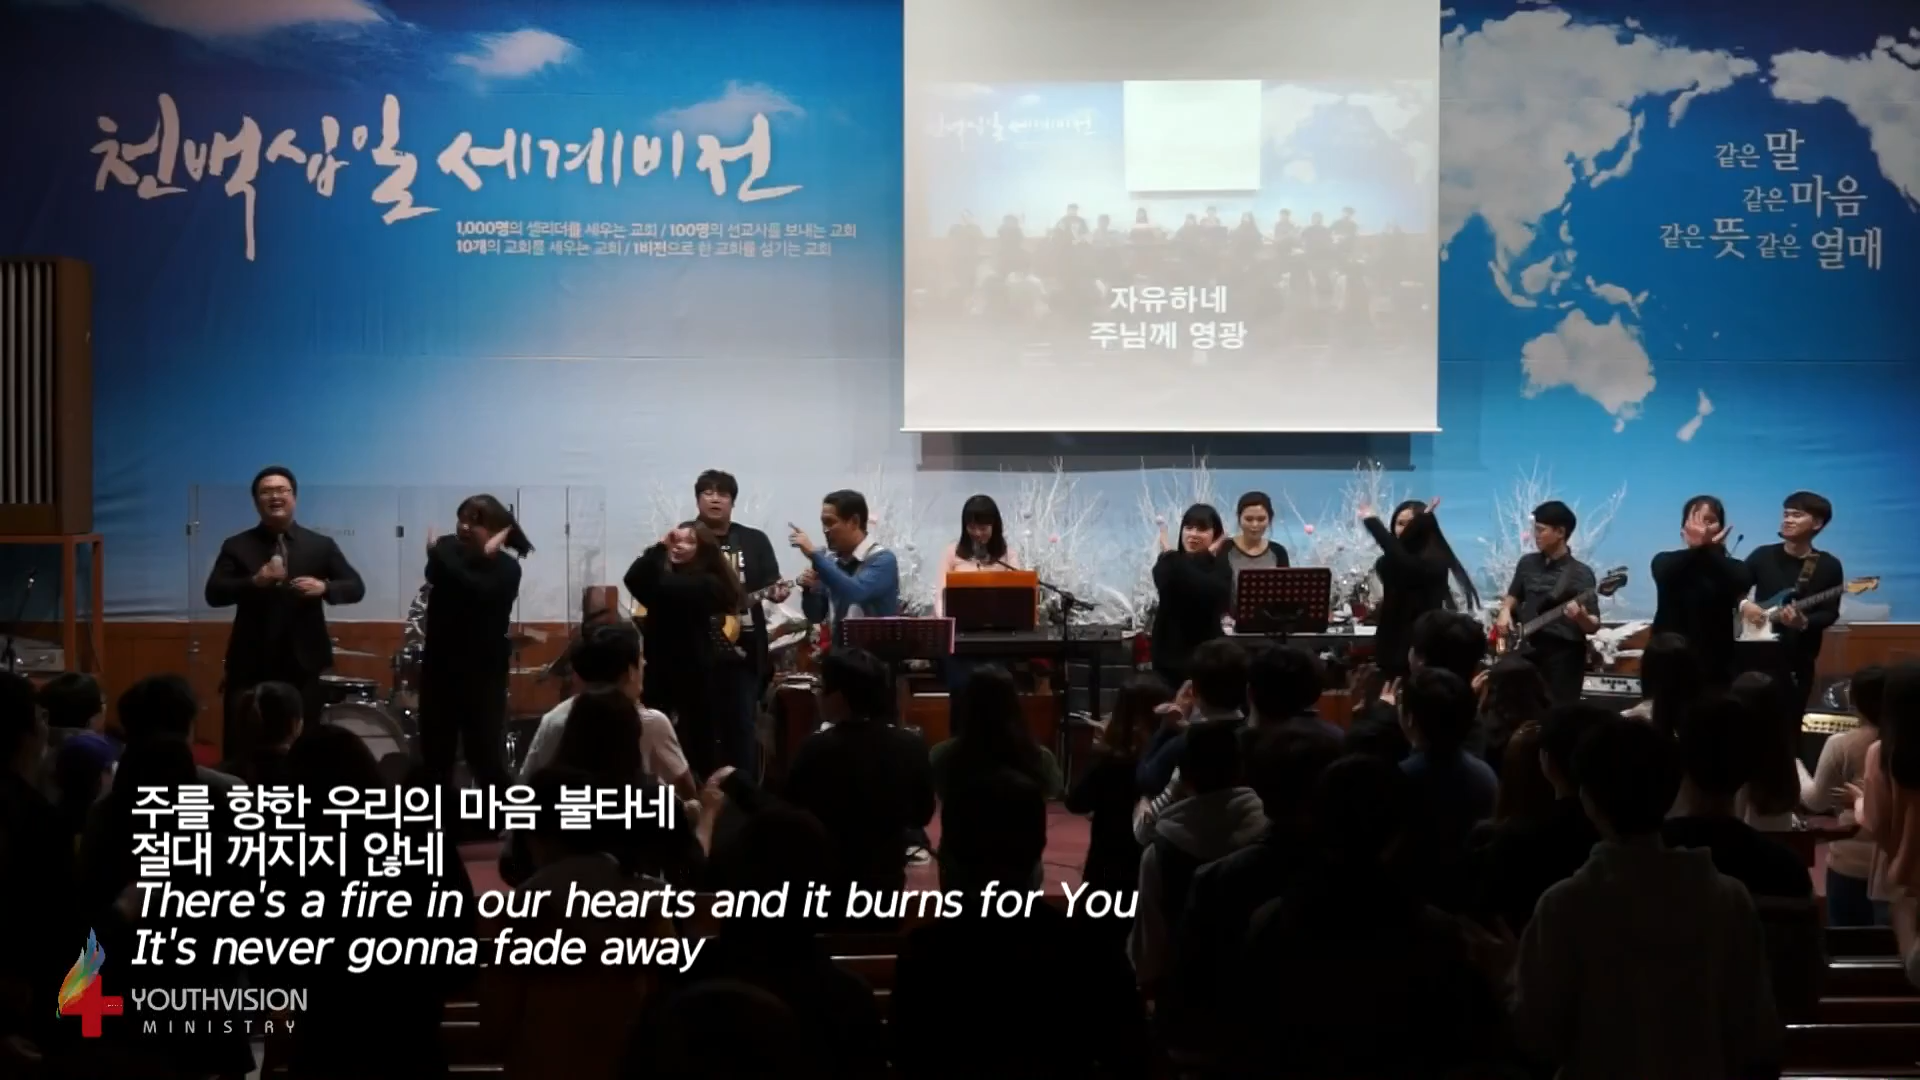 천백십일 세계비전
1,000명의 셀리더를 세우는 교회 / 100명의 선교사를 보내는 교회
10개의 교회를 세우는 교회 / 1비전으로 한 교회를 섬기는 교회
같은 말
같은 마음
같은 뜻 같은 열매
자유하네
주님께 영광
주를 향한 우리의 마음 불타네
절대 꺼지지 않네
There's a fire in our hearts and it burns for You
It's never gonna fade away
YOUTHVISION
MINISTRY